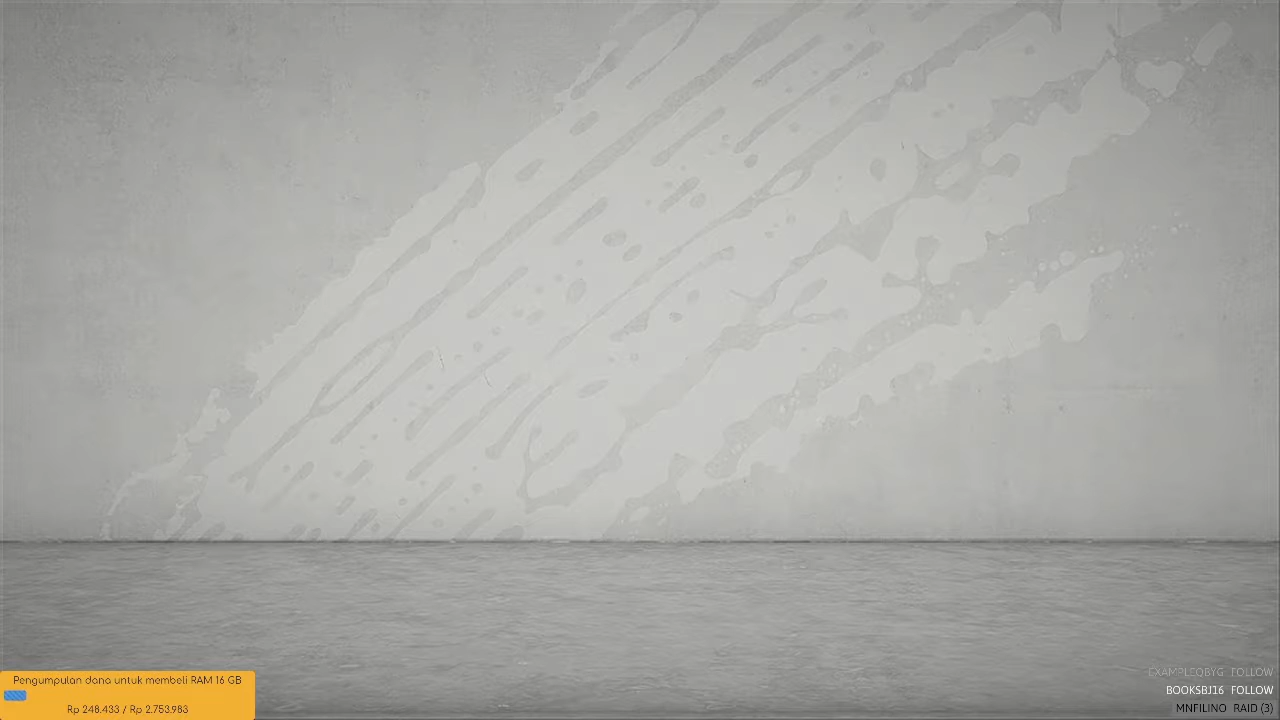 Pengumpulan dana untuk membeli RAM 16 GB
Rp 248.433 / Rp 2.753.983
EXAMPLEQBYG FOLLOW
BOOKSBJ16 FOLLOW
MNFILINO RAID (3)